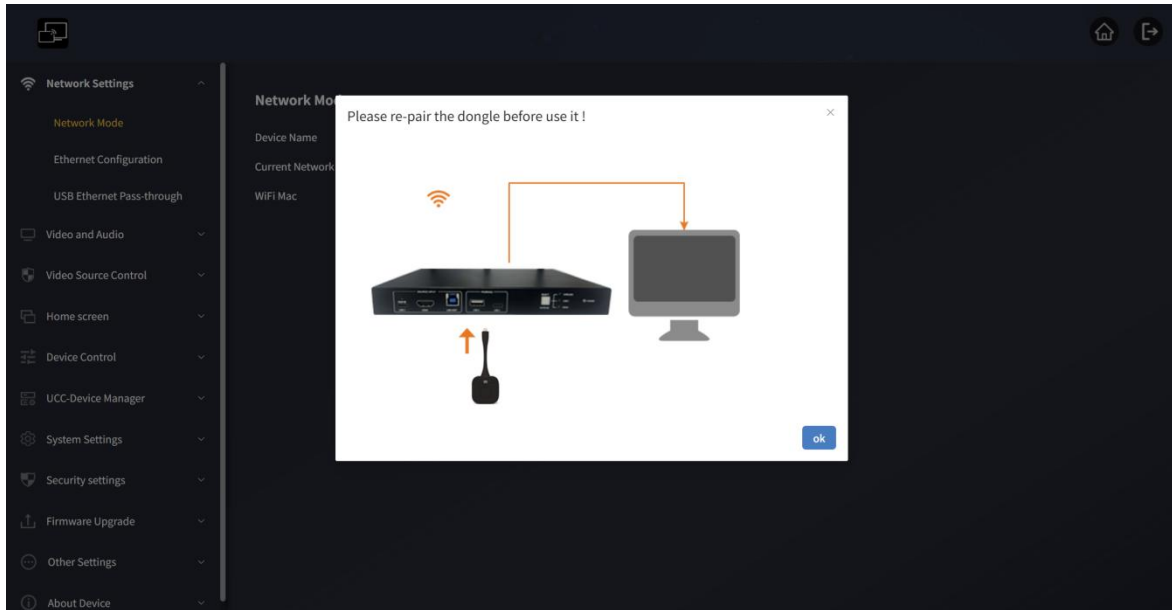 Network Settings
Network Mode
Ethernet Configuration
USB Ethernet Pass-through
Video and Audio
Video Source Control
Home screen
Device Control
UCC-Device Manager
System Settings
Security settings
Firmware Upgrade
Other Settings
About Device
Network Mo
Device Name
Current Network
WiFi Mac
Please re-pair the dongle before use it !
ok